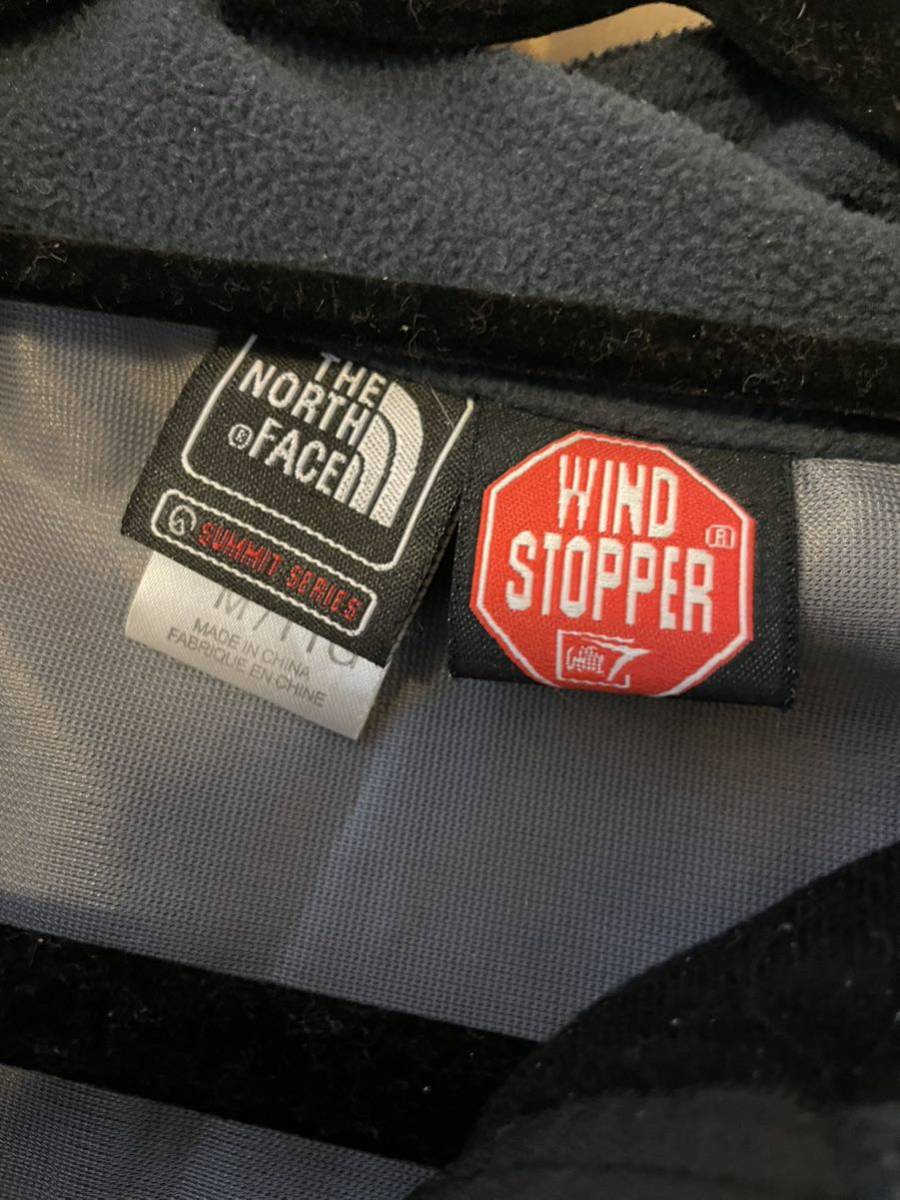 THE
NORTH
® FACE
SUMMIT SERIES
MADE IN CHINA
FABRIQUE EN CHINE
WIND
STOPPER ®